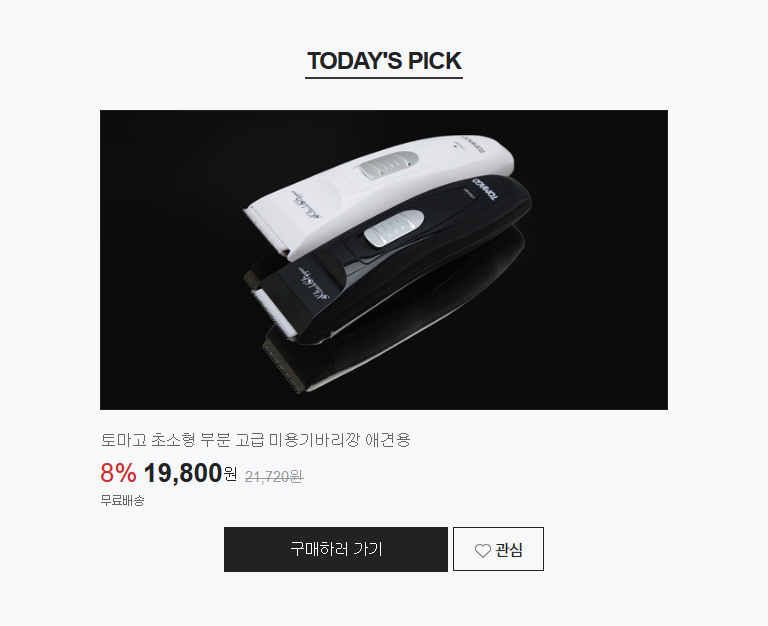 TODAY'S PICK
TOMAGO
TOMAGO
토마고 초소형 부분 고급 미용기바리깡 애견용
8% 19,800원 21,720원
무료배송
구매하러 가기
관심